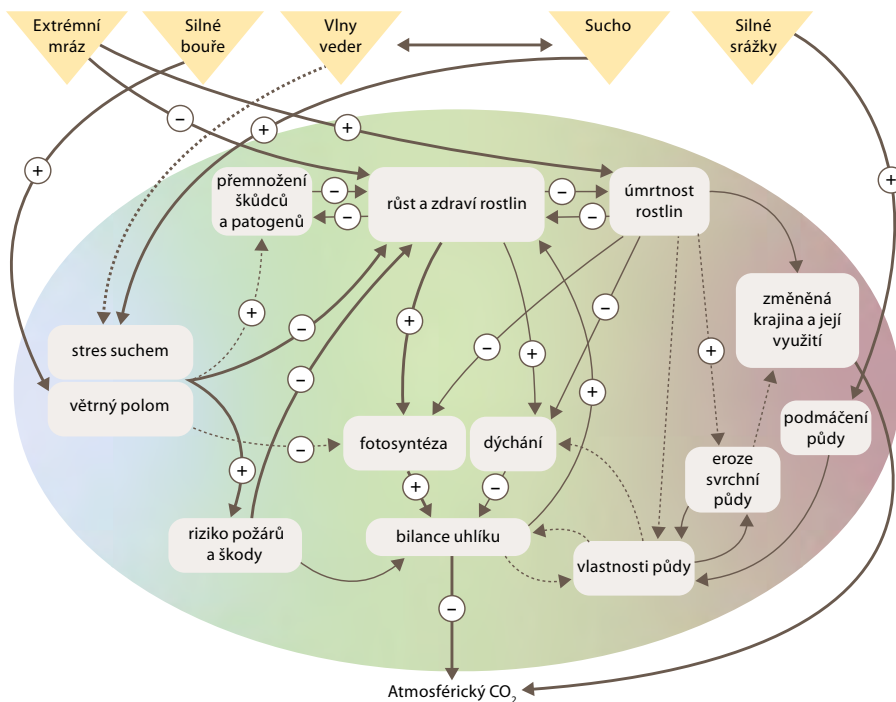 Extrémní
mráz
Silné
bouře
Vlny
veder
Sucho
Silné
srážky
−
+
+
+
+
přemnožení
škůdců
a patogenů
−
−
růst a zdraví rostlin
−
−
úmrtnost
rostlin
změněná
krajina a její
využití
stres suchem
větrný polom
+
−
+
−
−
+
−
+
+
−
fotosyntéza
dýchání
podmáčení
půdy
eroze
svrchní
půdy
+
+
−
riziko požárů
a škody
bilance uhlíku
vlastnosti půdy
−
Atmosférický CO₂